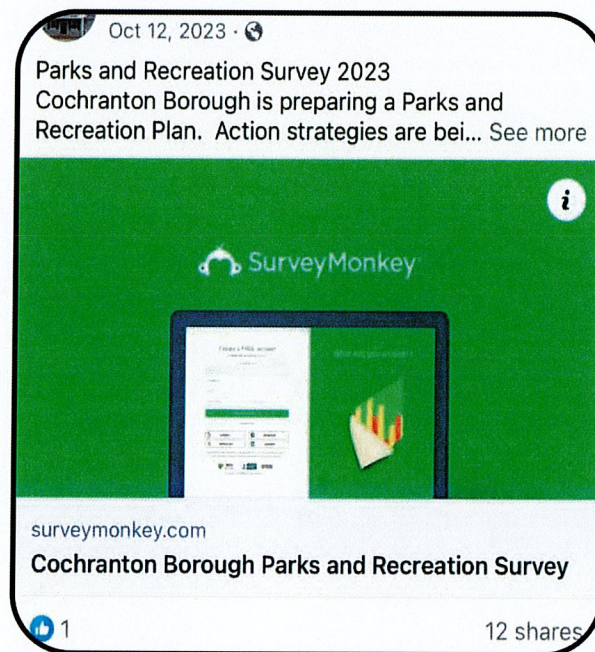 Oct 12, 2023 ·
Parks and Recreation Survey 2023
Cochranton Borough is preparing a Parks and
Recreation Plan. Action strategies are bei... See more
i
SurveyMonkey
surveymonkey.com
Cochranton Borough Parks and Recreation Survey
1
12 shares